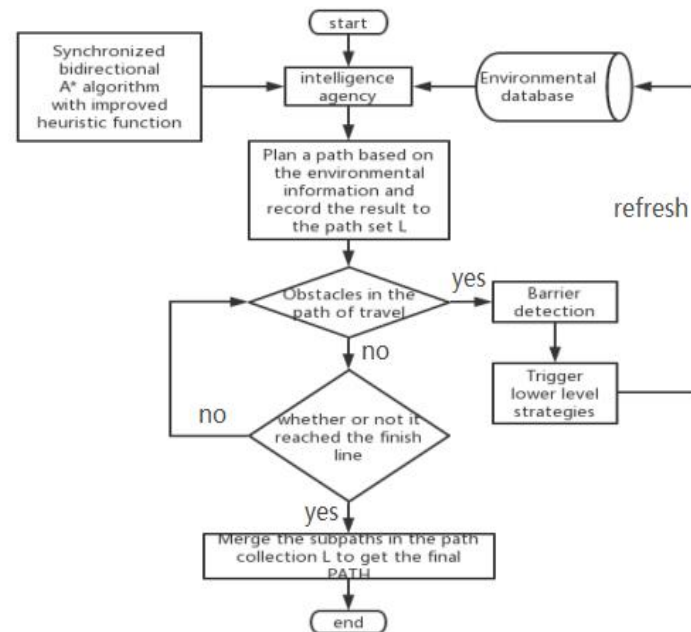 start
Synchronized
bidirectional
A* algorithm
with improved
heuristic function
intelligence
agency
Environmental
database
Plan a path based on
the environmental
information and
record the result to
the path set L
refresh
Obstacles in the
path of travel
yes
Barrier
detection
no
Trigger
lower level
strategies
no
whether or not it
reached the finish
line
yes
Merge the subpaths in the path
collection L to get the final
PATH
end